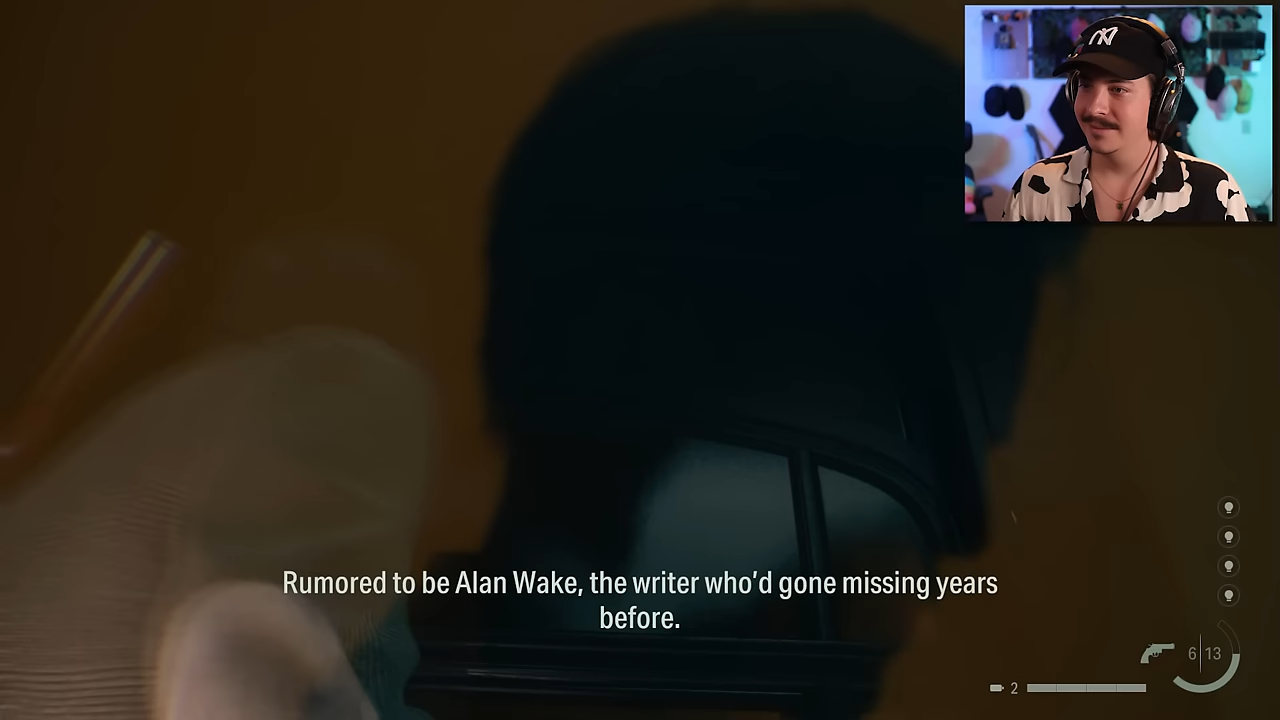 Rumored to be Alan Wake, the writer who'd gone missing years
before.
6 13
2